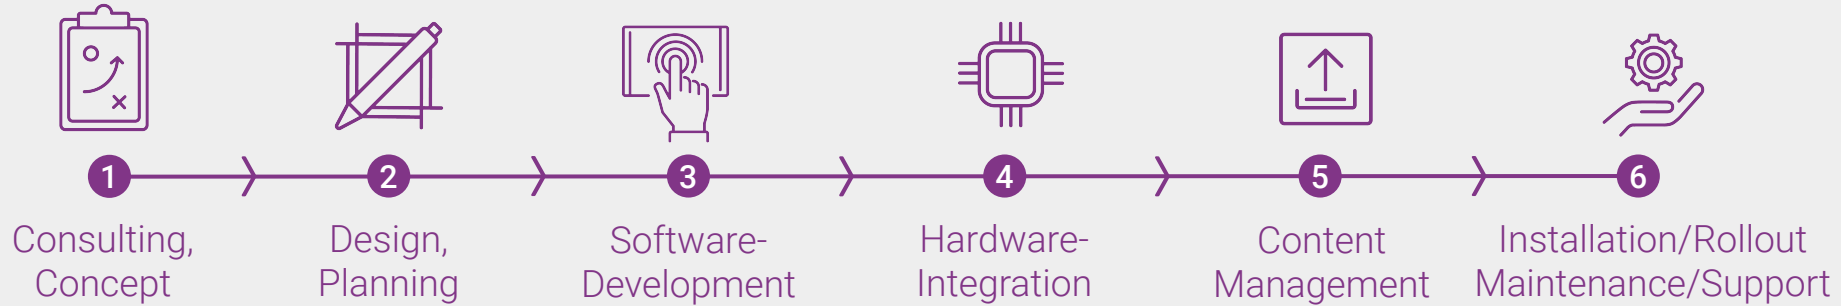 1
2
3
4
5
6
Consulting,
Concept
Design,
Planning
Software-
Development
Hardware-
Integration
Content
Management
Installation/Rollout
Maintenance/Support